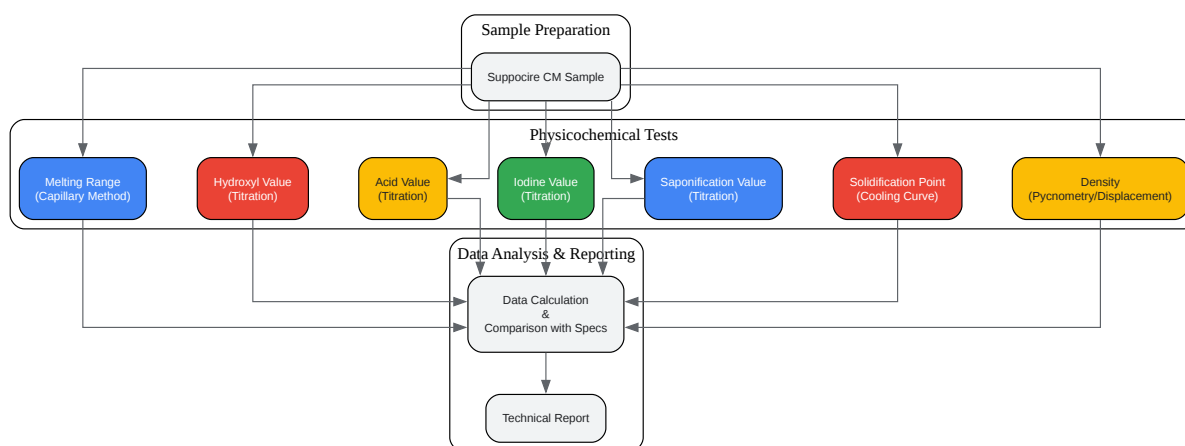 Sample Preparation
Suppocire CM Sample
Physicochemical Tests
Melting Range
(Capillary Method)
Hydroxyl Value
(Titration)
Acid Value
(Titration)
Iodine Value
(Titration)
Saponification Value
(Titration)
Solidification Point
(Cooling Curve)
Density
(Pycnometry/Displacement)
Data Analysis & Reporting
Data Calculation
&
Comparison with Specs
Technical Report